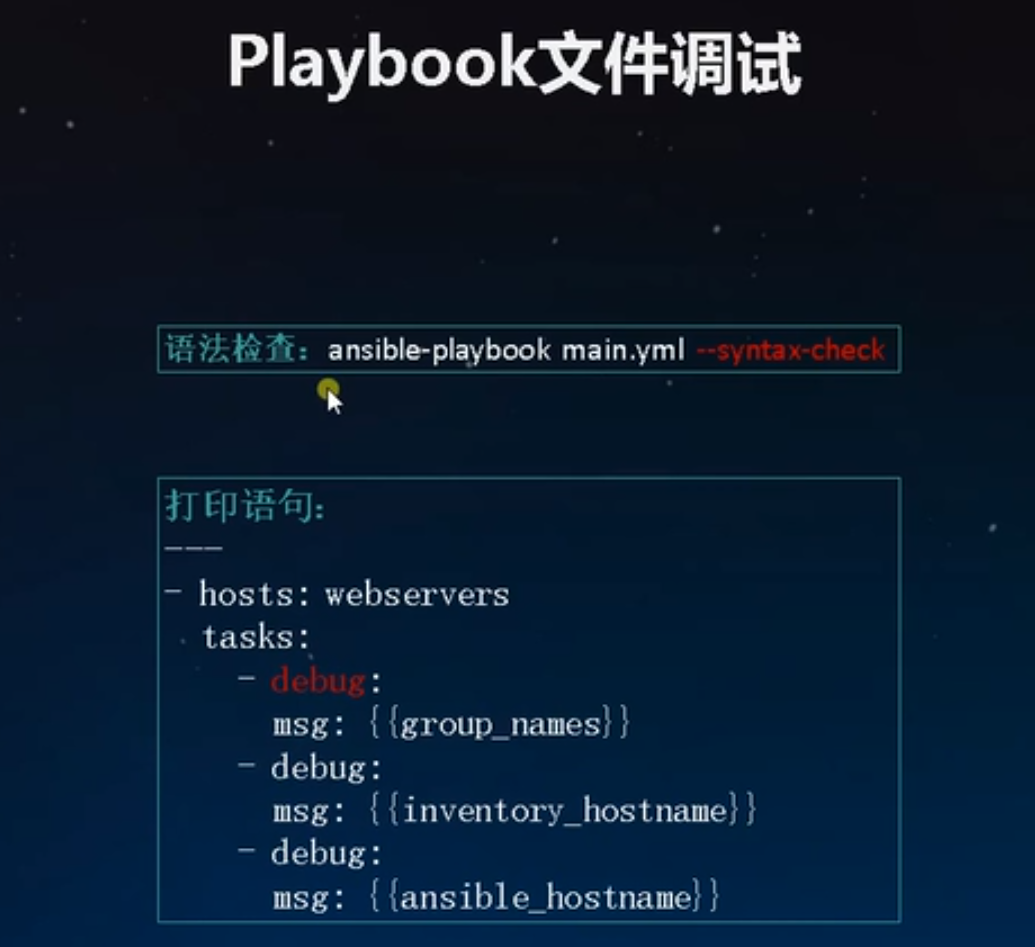 Playbook文件调试
语法检查：ansible-playbook main.yml --syntax-check
打印语句：
---
- hosts: webservers
tasks:
- debug:
msg: {{group_names}}
- debug:
msg: {{inventory_hostname}}
- debug:
msg: {{ansible_hostname}}